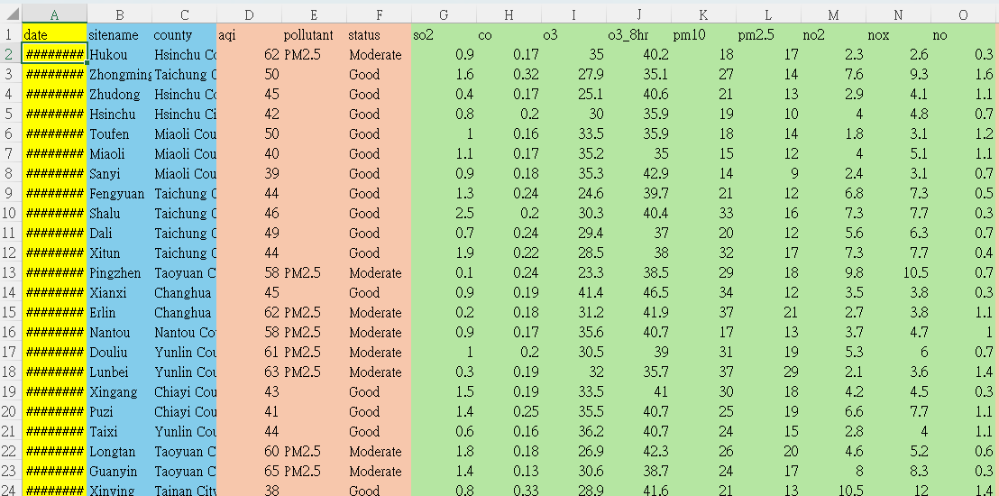 A B C D E F G H I J K L M N O
1 date sitename county aqi pollutant status so2 co o3 o3_8hr pm10 pm2.5 no2 nox no
2 ######## Hukou Hsinchu Co 62 PM2.5 Moderate 0.9 0.17 35 40.2 18 17 2.3 2.6 0.3
3 ######## Zhongming Taichung C 50 Good 1.6 0.32 27.9 35.1 27 14 7.6 9.3 1.6
4 ######## Zhudong Hsinchu Co 45 Good 0.4 0.17 25.1 40.6 21 13 2.9 4.1 1.1
5 ######## Hsinchu Hsinchu Ci 42 Good 0.8 0.2 30 35.9 19 10 4 4.8 0.7
6 ######## Toufen Miaoli Cou 50 Good 1 0.16 33.5 35.9 18 14 1.8 3.1 1.2
7 ######## Miaoli Miaoli Cou 40 Good 1.1 0.17 35.2 35 15 12 4 5.1 1.1
8 ######## Sanyi Miaoli Cou 39 Good 0.9 0.18 35.3 42.9 14 9 2.4 3.1 0.7
9 ######## Fengyuan Taichung C 44 Good 1.3 0.24 24.6 39.7 21 12 6.8 7.3 0.5
10 ######## Shalu Taichung C 46 Good 2.5 0.2 30.3 40.4 33 16 7.3 7.7 0.3
11 ######## Dali Taichung C 49 Good 0.7 0.24 29.4 37 20 12 5.6 6.3 0.7
12 ######## Xitun Taichung C 44 Good 1.9 0.22 28.5 38 32 17 7.3 7.7 0.4
13 ######## Pingzhen Taoyuan C 58 PM2.5 Moderate 0.1 0.24 23.3 38.5 29 18 9.8 10.5 0.7
14 ######## Xianxi Changhua 45 Good 0.9 0.19 41.4 46.5 34 12 3.5 3.8 0.3
15 ######## Erlin Changhua 62 PM2.5 Moderate 0.2 0.18 31.2 41.9 37 21 2.7 3.8 1.1
16 ######## Nantou Nantou Co 58 PM2.5 Moderate 0.9 0.17 35.6 40.7 17 13 3.7 4.7 1
17 ######## Douliu Yunlin Cou 61 PM2.5 Moderate 1 0.2 30.5 39 31 19 5.3 6 0.7
18 ######## Lunbei Yunlin Cou 63 PM2.5 Moderate 0.3 0.19 32 35.7 37 29 2.1 3.6 1.4
19 ######## Xingang Chiayi Cou 43 Good 1.5 0.19 33.5 41 30 18 4.2 4.5 0.3
20 ######## Puzi Chiayi Cou 41 Good 1.4 0.25 35.5 40.7 25 19 6.6 7.7 1.1
21 ######## Taixi Yunlin Cou 44 Good 0.6 0.16 36.2 40.7 24 15 2.8 4 1.1
22 ######## Longtan Taoyuan C 60 PM2.5 Moderate 1.8 0.18 26.9 42.3 26 20 4.6 5.2 0.6
23 ######## Guanyin Taoyuan C 65 PM2.5 Moderate 1.4 0.13 30.6 38.7 24 17 8 8.3 0.3
24 ######## Xinying Tainan City 38 Good 0.8 0.33 28.9 41.6 21 13 10.5 12 1.4